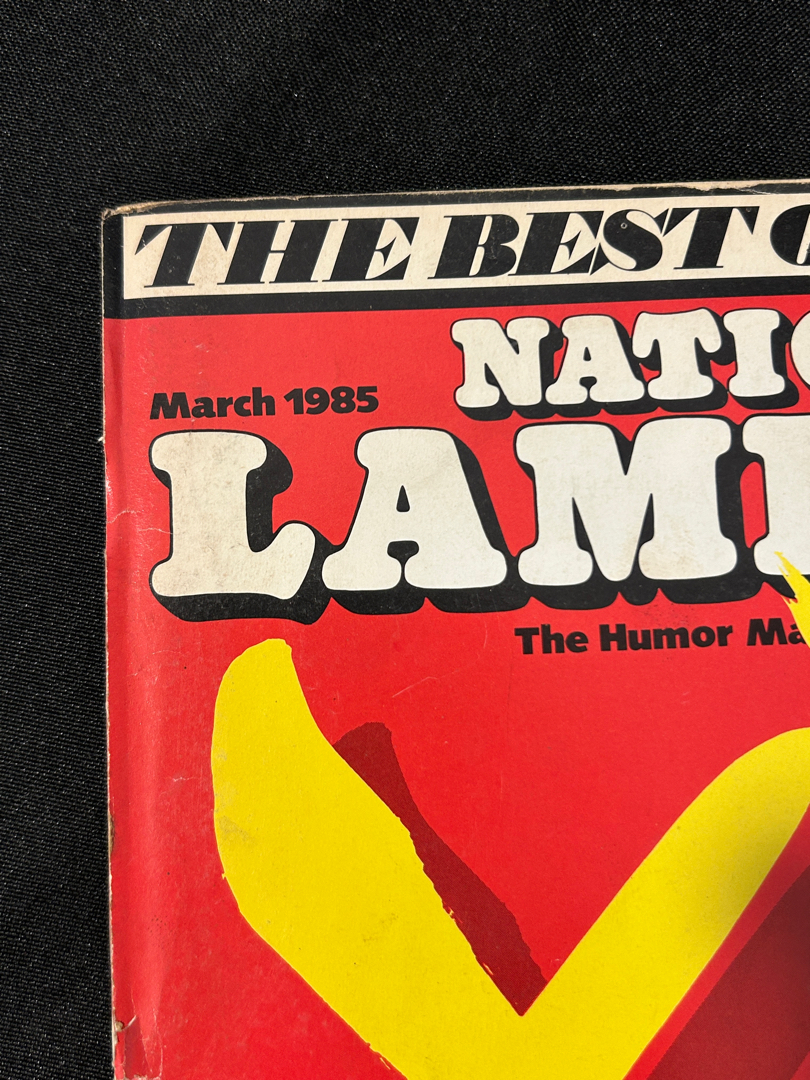 THE BEST O
NATIO
March 1985
LAMP
The Humor Ma